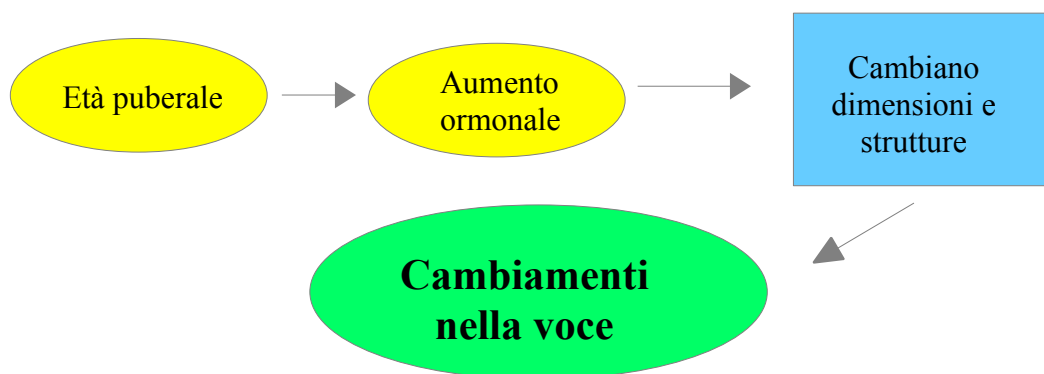 Età puberale
Aumento
ormonale
Cambiano
dimensioni e
strutture
Cambiamenti
nella voce